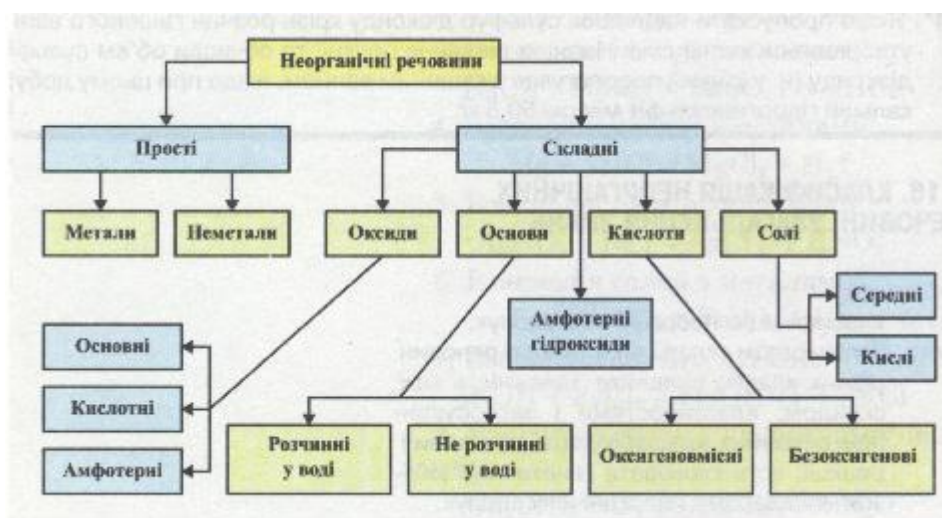 Неорганічні речовини
Прості
Складні
Метали
Неметали
Оксиди
Основи
Кислоти
Солі
Амфотерні
гідроксиди
Середні
Кислі
Основні
Кислотні
Амфотерні
Розчинні
у воді
Не розчинні
у воді
Оксигеновмісні
Безоксигенові